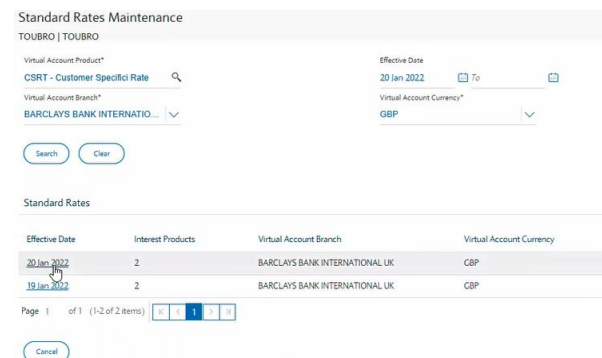 Standard Rates Maintenance
TOUBRO | TOUBRO
Virtual Account Product*
Effective Date
CSRT - Customer Specifici Rate
20 Jan 2022 To
Virtual Account Branch*
Virtual Account Currency*
BARCLAYS BANK INTERNATIO...
GBP
Search Clear
Standard Rates
Effective Date Interest Products Virtual Account Branch Virtual Account Currency
20 Jan 2022 2 BARCLAYS BANK INTERNATIONAL UK GBP
19 Jan 2022 2 BARCLAYS BANK INTERNATIONAL UK GBP
Page 1 of 1 (1-2 of 2 items) K < 1 > X
Cancel